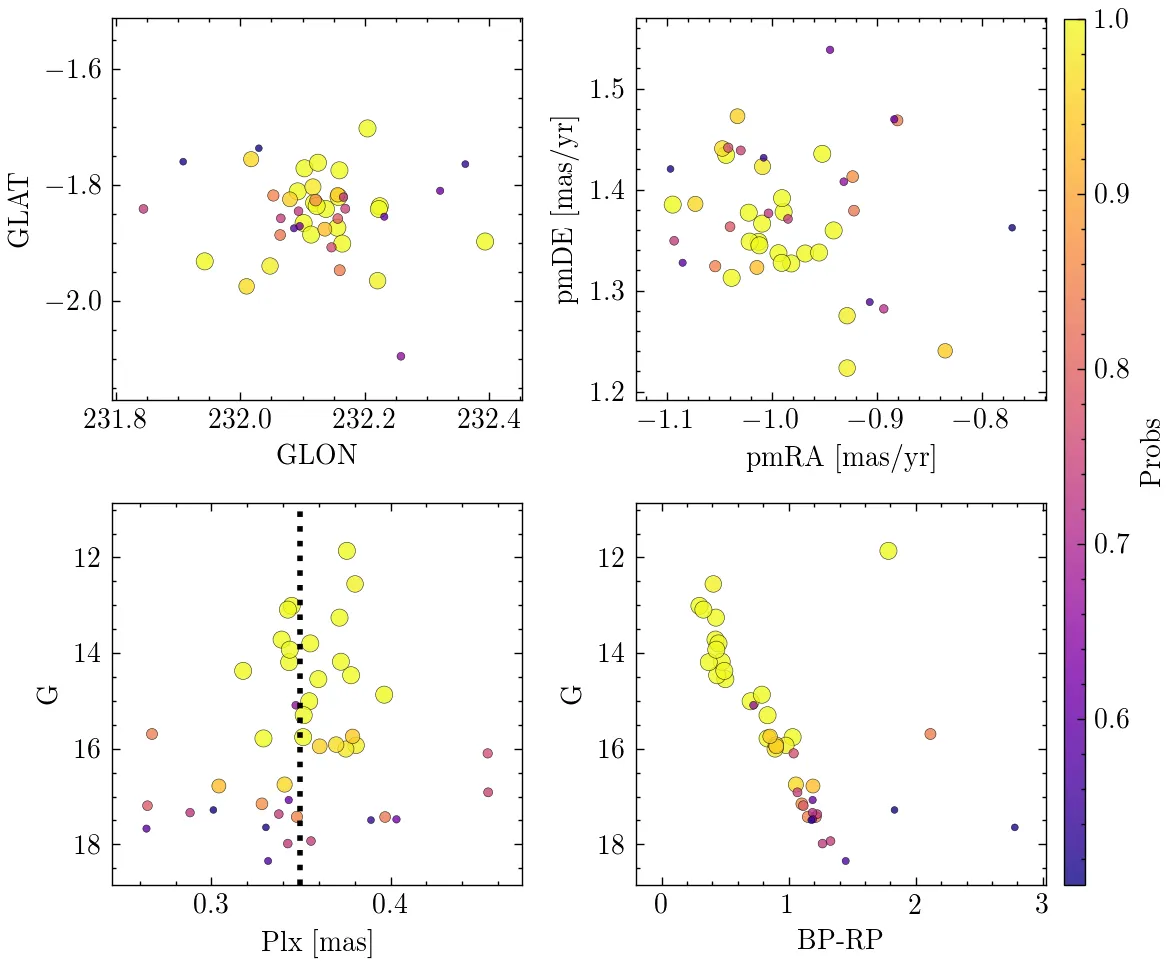 −1.6
−1.8
−2.0
GLAT
231.8 232.0 232.2 232.4
GLON
1.5
1.4
1.3
1.2
pmDE [mas/yr]
−1.1 −1.0 −0.9 −0.8
pmRA [mas/yr]
1.0
0.9
0.8
0.7
0.6
Probs
12
14
16
18
G
0.3 0.4
Plx [mas]
12
14
16
18
G
0 1 2 3
BP-RP